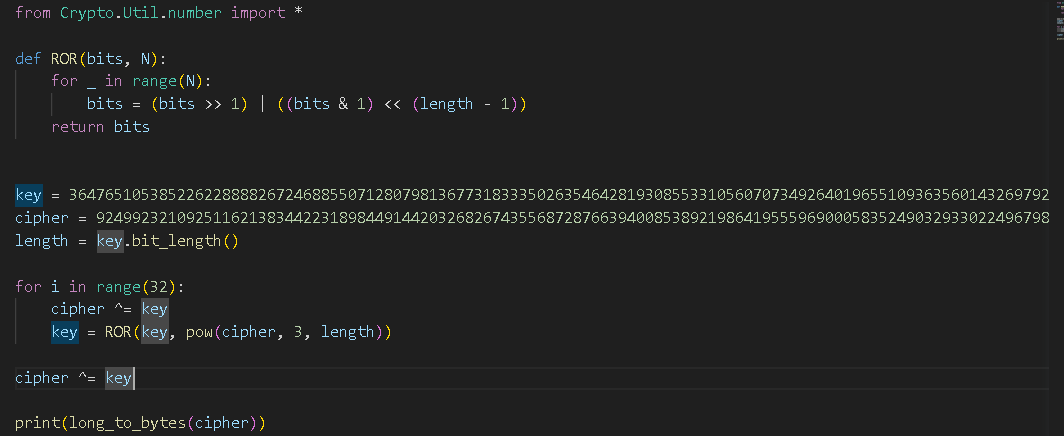 from Crypto.Util.number import *
def ROR(bits, N):
for _ in range(N):
bits = (bits >> 1) | ((bits & 1) << (length - 1))
return bits
key = 3647651053852262288882672468855071280798136773183335026354642819308553310560707349264019655109363560143269792
cipher = 924992321092511621383442231898449144203268267435568728766394008538921986419555969000583524903293302249679​8
length = key.bit_length()
for i in range(32):
cipher ^= key
key = ROR(key, pow(cipher, 3, length))
cipher ^= key
print(long_to_bytes(cipher))